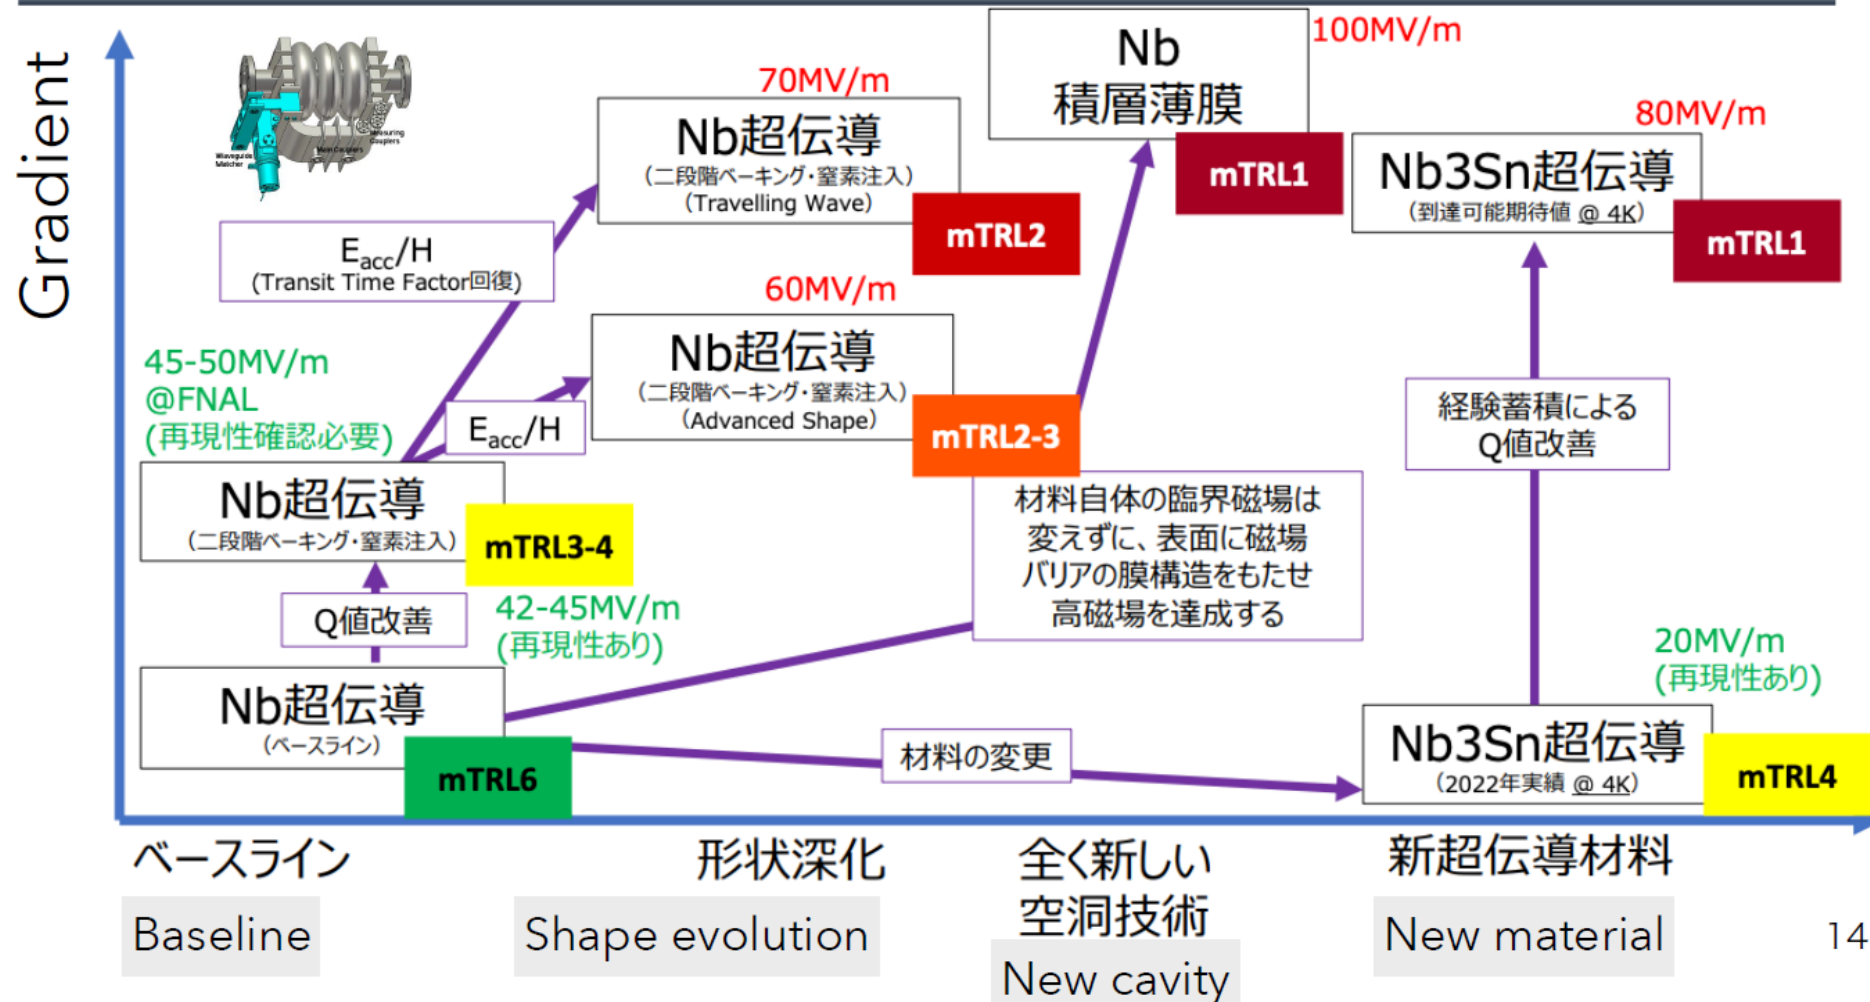 Gradient
Waveguide
Matcher
Main Couplers
Measuring
Couplers
70MV/m
Nb超伝導
（二段階ベーキング・窒素注入）
(Travelling Wave)
mTRL2
Nb
積層薄膜
100MV/m
mTRL1
80MV/m
Nb3Sn超伝導
（到達可能期待値 @ 4K）
mTRL1
Eacc/H
(Transit Time Factor回復)
60MV/m
Nb超伝導
（二段階ベーキング・窒素注入）
（Advanced Shape）
mTRL2-3
Eacc/H
45-50MV/m
@FNAL
(再現性確認必要)
Nb超伝導
（二段階ベーキング・窒素注入）
mTRL3-4
Q値改善
42-45MV/m
(再現性あり)
Nb超伝導
（ベースライン）
mTRL6
材料自体の臨界磁場は
変えずに、表面に磁場
バリアの膜構造をもたせ
高磁場を達成する
経験蓄積による
Q値改善
材料の変更
20MV/m
(再現性あり)
Nb3Sn超伝導
（2022年実績 @ 4K）
mTRL4
ベースライン
形状深化
全く新しい
空洞技術
新超伝導材料
Baseline
Shape evolution
New cavity
New material
14